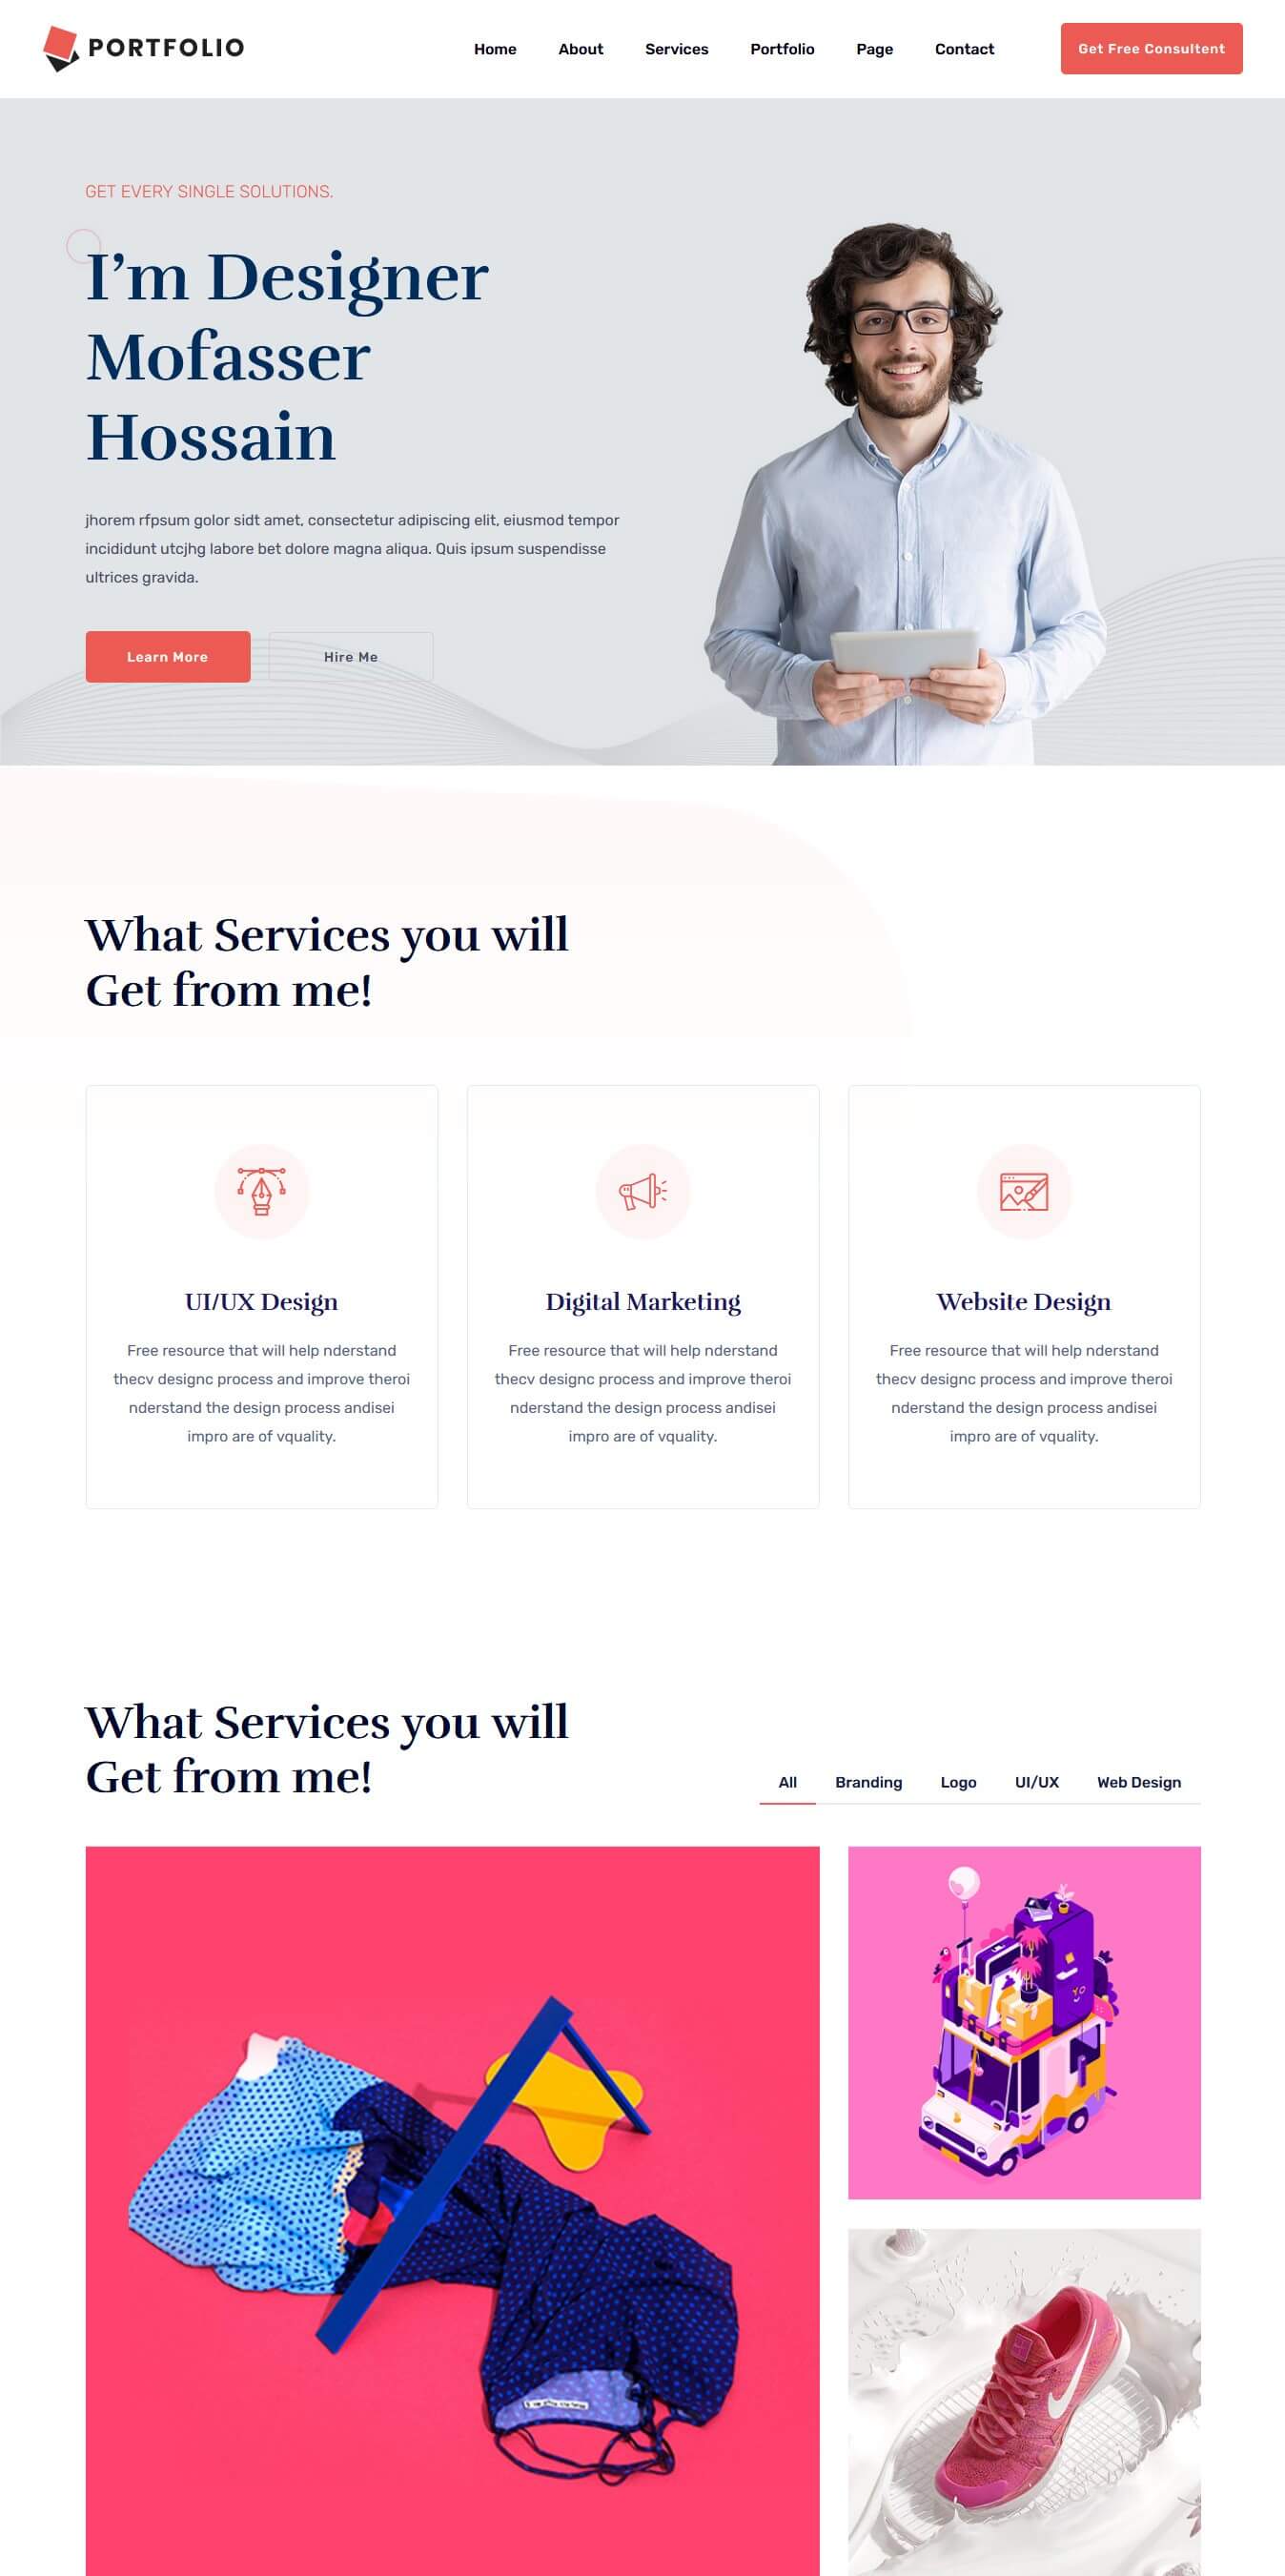 PORTFOLIO
Home About Services Portfolio Page Contact Get Free Consultent
GET EVERY SINGLE SOLUTIONS.
I’m Designer
Mofasser
Hossain
jhorem rfpsum golor sidt amet, consectetur adipiscing elit, eiusmod tempor
incididunt utcjhg labore bet dolore magna aliqua. Quis ipsum suspendisse
ultrices gravida.
Learn More Hire Me
What Services you will
Get from me!
UI/UX Design
Free resource that will help nderstand
thecv designc process and improve theroi
nderstand the design process andisei
impro are of vquality.
Digital Marketing
Free resource that will help nderstand
thecv designc process and improve theroi
nderstand the design process andisei
impro are of vquality.
Website Design
Free resource that will help nderstand
thecv designc process and improve theroi
nderstand the design process andisei
impro are of vquality.
What Services you will
Get from me!
All Branding Logo UI/UX Web Design
YO